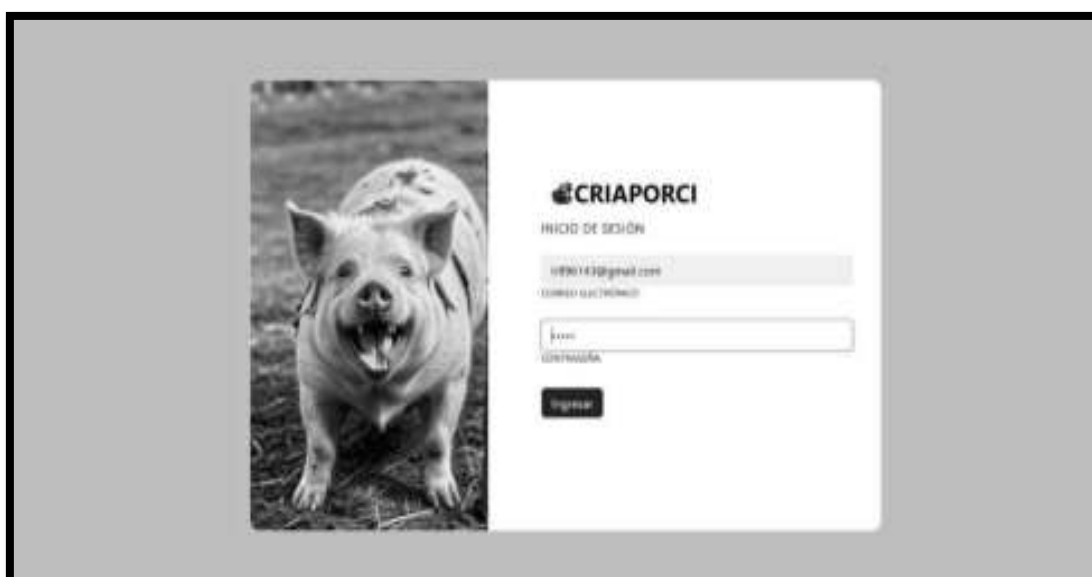 CRIAPORCI
INICIO DE SESIÓN
CORREO ELECTRÓNICO
CONTRASEÑA
Ingresar